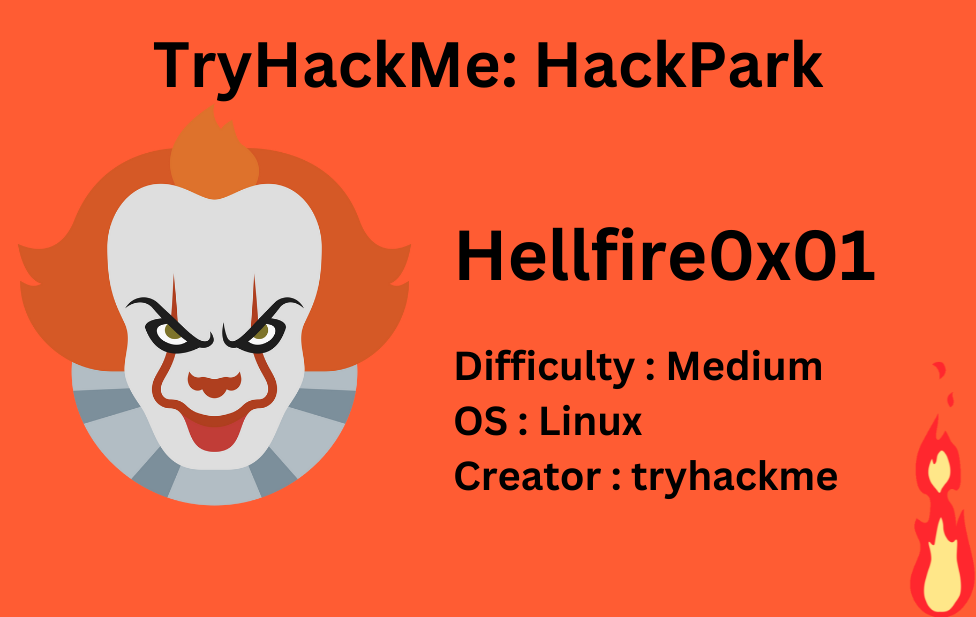 TryHackMe: HackPark
Hellfire0x01
Difficulty : Medium
OS : Linux
Creator : tryhackme